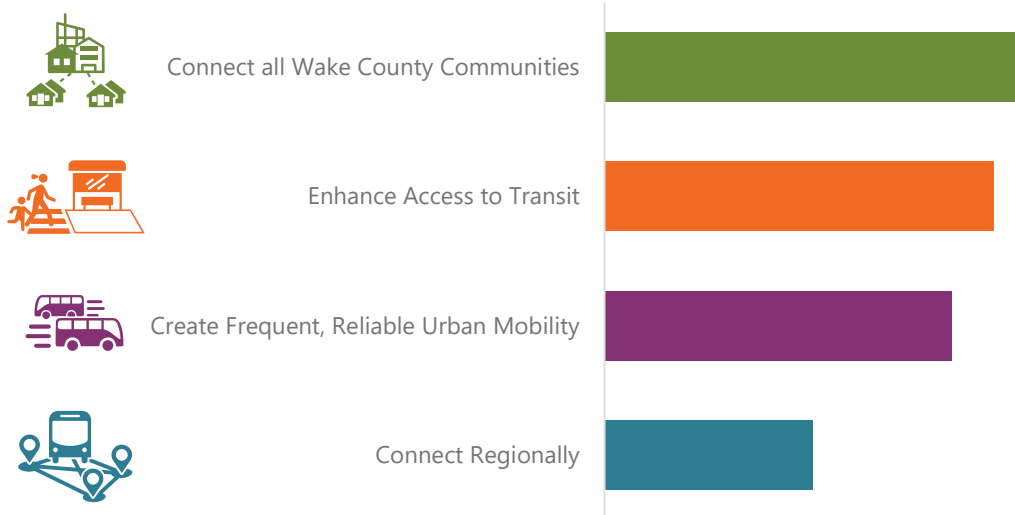 Connect all Wake County Communities
Enhance Access to Transit
Create Frequent, Reliable Urban Mobility
Connect Regionally